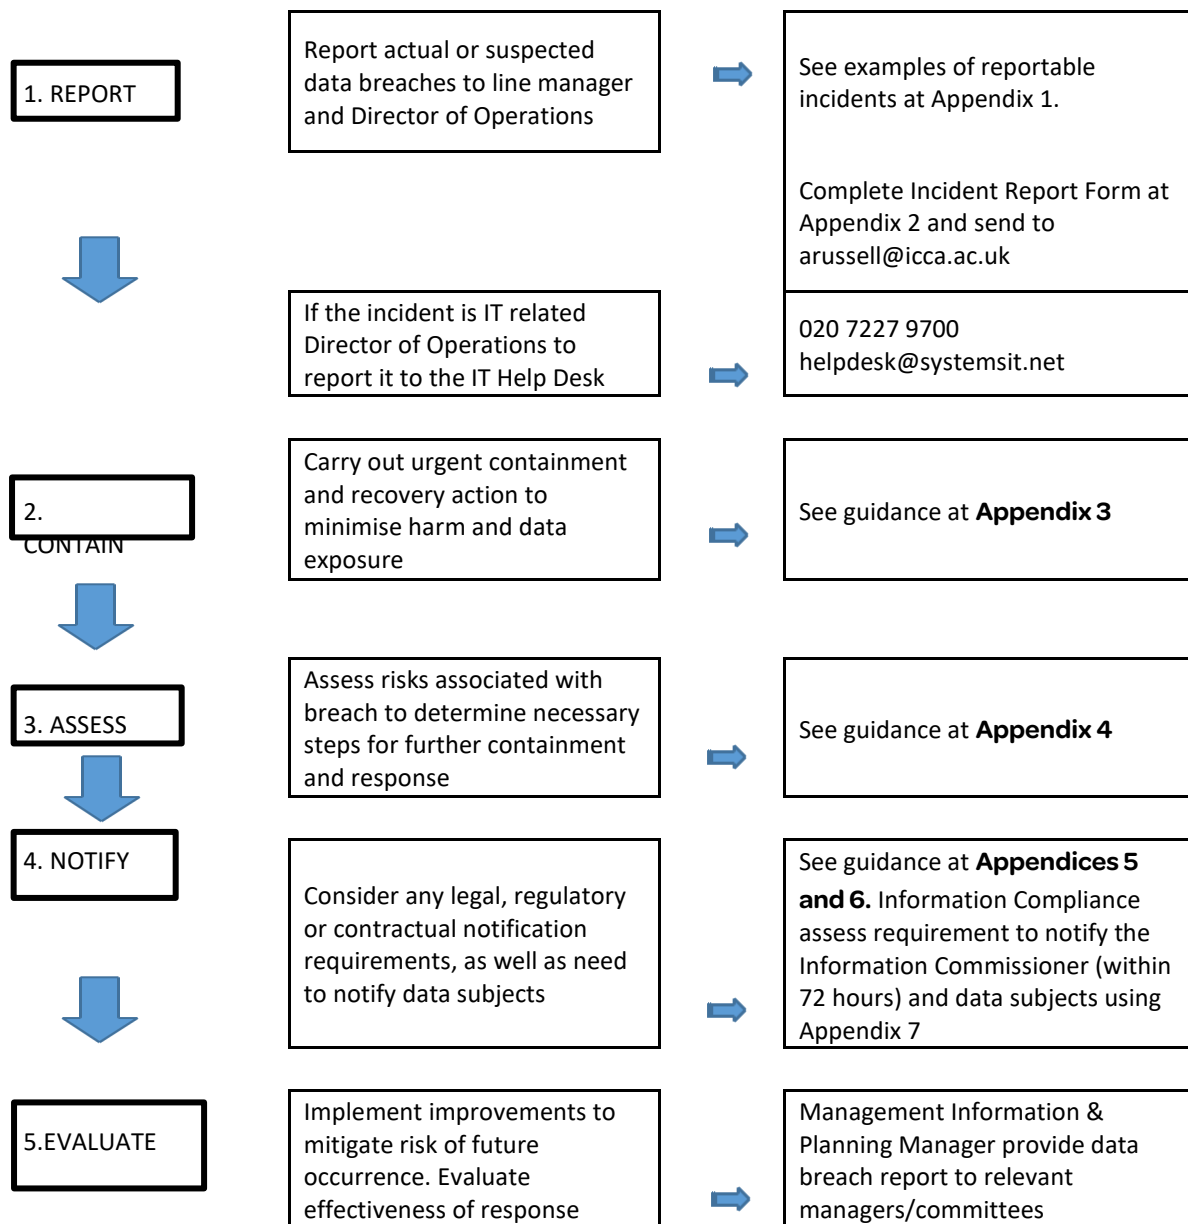 1. REPORT
Report actual or suspected
data breaches to line manager
and Director of Operations
See examples of reportable
incidents at Appendix 1.
Complete Incident Report Form at
Appendix 2 and send to
arussell@icca.ac.uk
If the incident is IT related
Director of Operations to
report it to the IT Help Desk
020 7227 9700
helpdesk@systemsit.net
2.
CONTAIN
Carry out urgent containment
and recovery action to
minimise harm and data
exposure
See guidance at Appendix 3
3. ASSESS
Assess risks associated with
breach to determine necessary
steps for further containment
and response
See guidance at Appendix 4
4. NOTIFY
Consider any legal, regulatory
or contractual notification
requirements, as well as need
to notify data subjects
See guidance at Appendices 5
and 6. Information Compliance
assess requirement to notify the
Information Commissioner (within
72 hours) and data subjects using
Appendix 7
5.EVALUATE
Implement improvements to
mitigate risk of future
occurrence. Evaluate
effectiveness of response
Management Information &
Planning Manager provide data
breach report to relevant
managers/committees